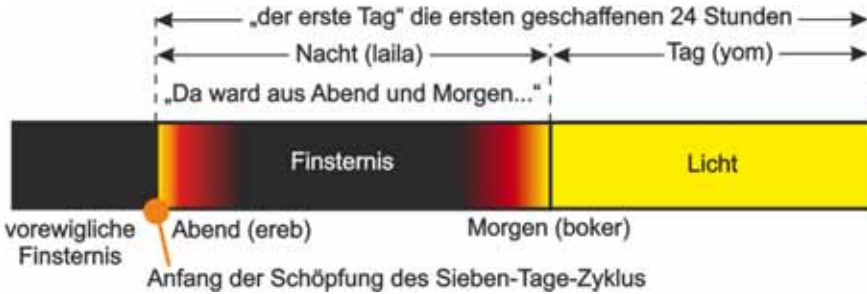 „der erste Tag“ die ersten geschaffenen 24 Stunden
Nacht (laila)
Tag (yom)
„Da ward aus Abend und Morgen...“
Finsternis
Licht
vorewigliche
Finsternis
Abend (ereb)
Morgen (boker)
Anfang der Schöpfung des Sieben-Tage-Zyklus